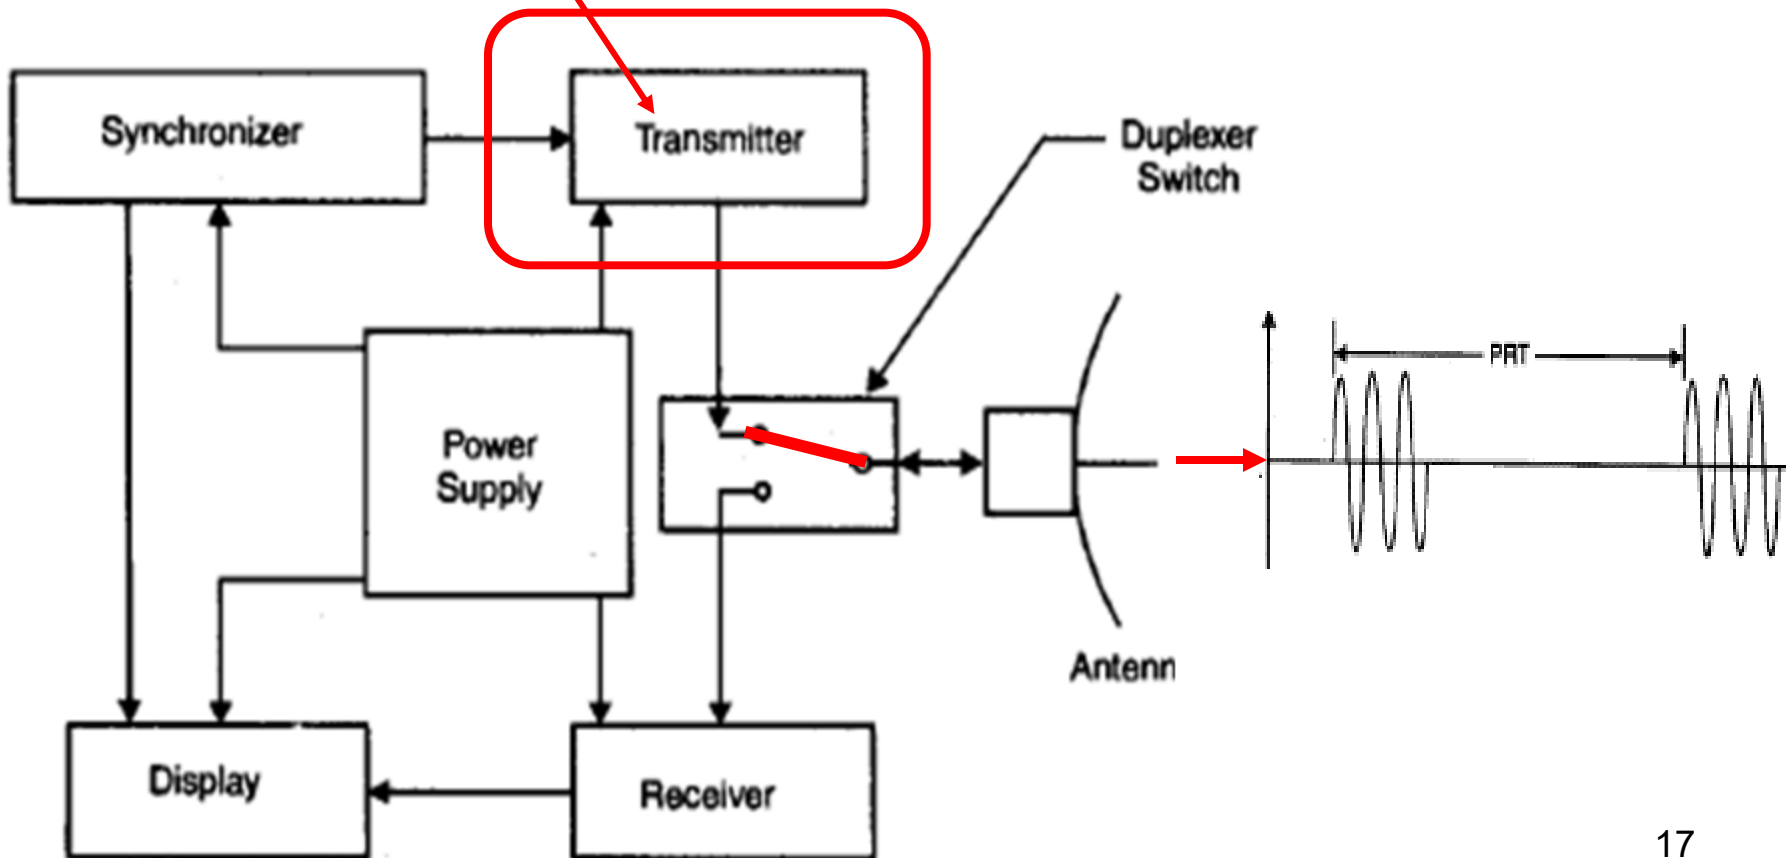 Synchronizer
Transmitter
Duplexer
Switch
PRT
Power
Supply
Antenn
Display
Receiver
17